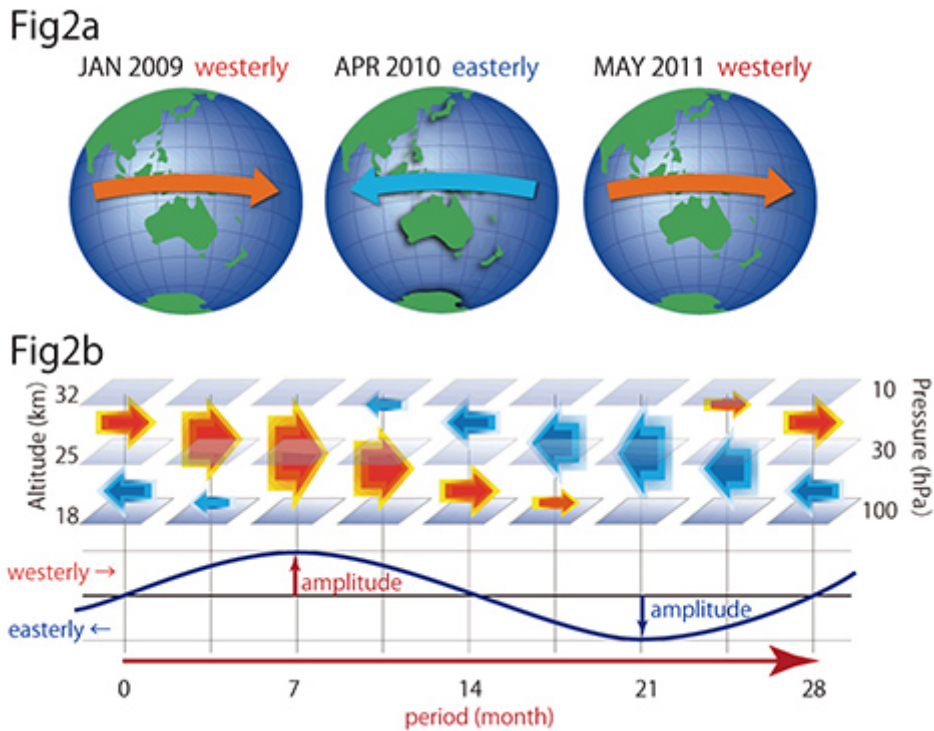 Fig2a
JAN 2009 westerly
APR 2010 easterly
MAY 2011 westerly
Fig2b
Altitude (km)
32
25
18
10
30
100
Pressure (hPa)
westerly →
easterly ←
amplitude
amplitude
0 7 14 21 28
period (month)